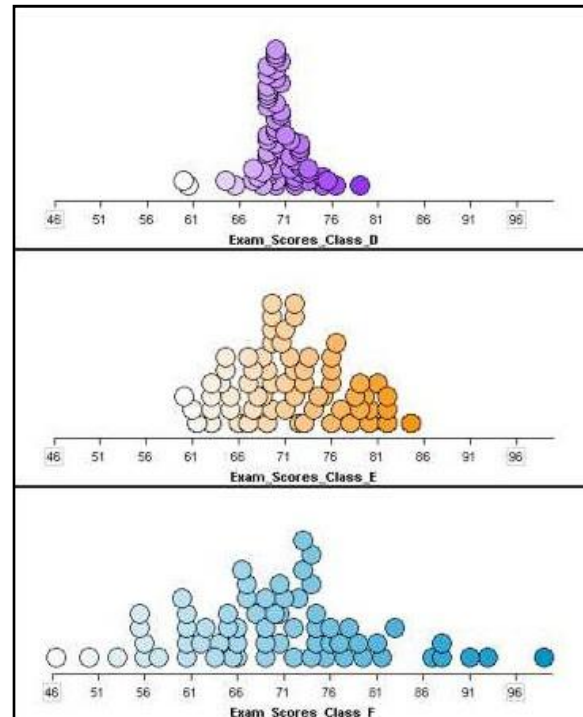 46 51 56 61 66 71 76 81 86 91 96
Exam_Scores_Class_D
46 51 56 61 66 71 76 81 86 91 96
Exam_Scores_Class_E
46 51 56 61 66 71 76 81 86 91 96
Exam_Scores_Class_F